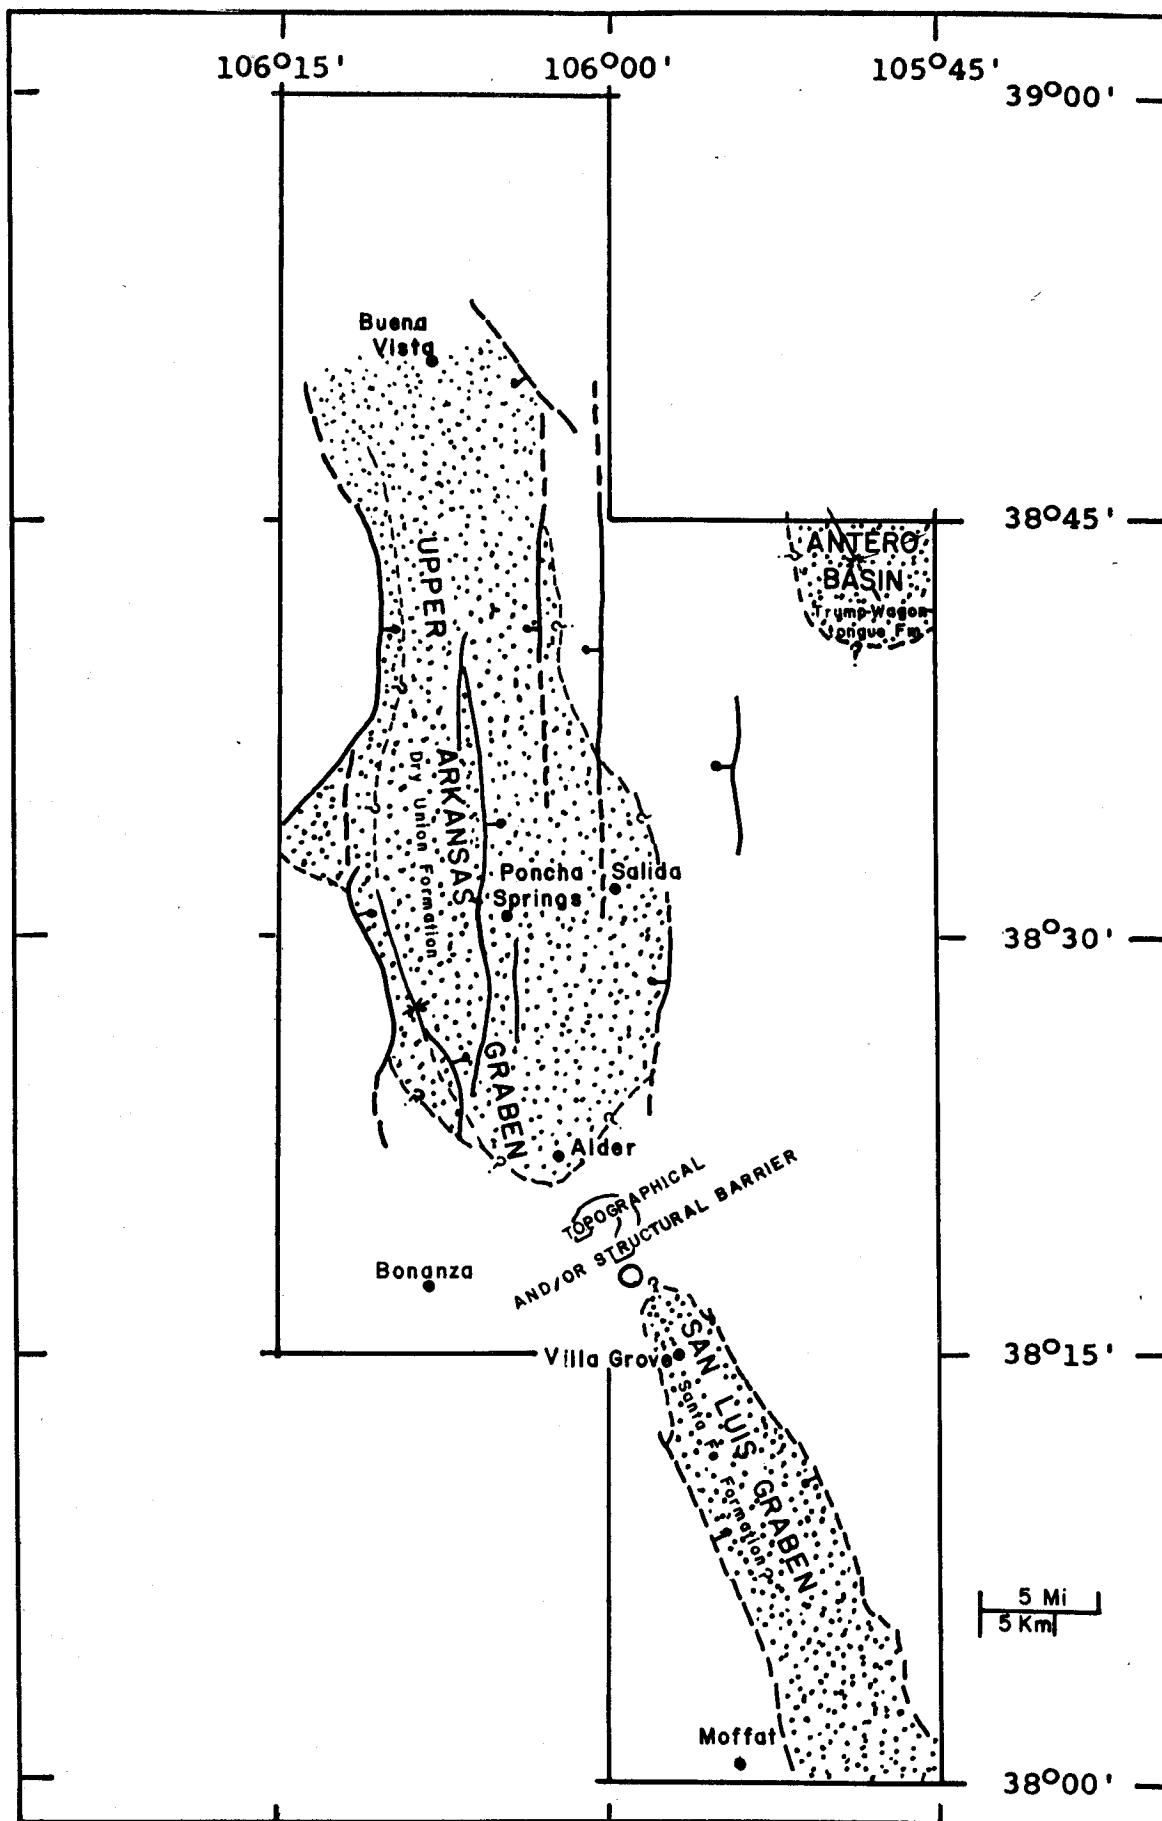 106°15'
106°00'
105°45'
39°00'
Buena
Vista
38°45'
ANTERO
BASIN
Trump-Wagon
tongue Fm
?
?
UPPER
ARKANSAS
GRABEN
Dry Union Formation
?
?
?
?
?
Poncha
Springs
Salida
38°30'
?
?
?
Alder
TOPOGRAPHICAL
AND/OR STRUCTURAL BARRIER
Bonanza
?
Villa Grove
38°15'
SAN LUIS GRABEN
Santa Fe Formation?
5 Mi
5 Km
Moffat
38°00'